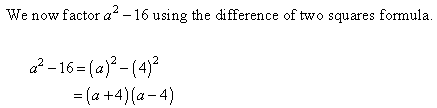 We now factor a² − 16 using the difference of two squares formula.
a² − 16 = (a)² − (4)²
= (a + 4)(a − 4)